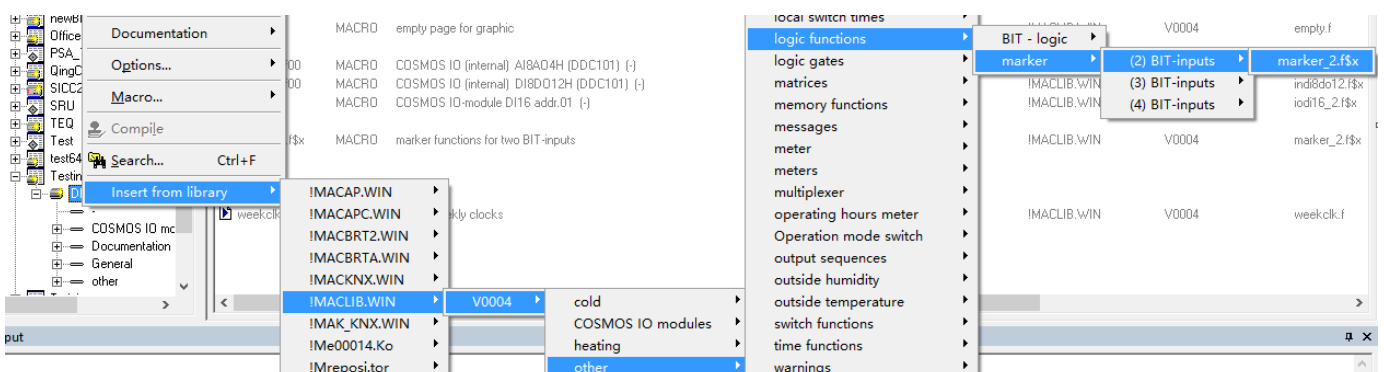 newBl
Office
PSA_
QingC
SICC2
SRU
TEQ
Test
test64
Testin
COSMOS IO mc
Documentation
General
other
Documentation
Options...
Macro...
Compile
Search... Ctrl+F
Insert from library
MACRO empty page for graphic V0004 empty.f
00 MACRO COSMOS IO (internal) AI8AO4H (DDC101) (-)
00 MACRO COSMOS IO (internal) DI8DO12H (DDC101) (-) !MACLIB.WIN indi8do12.f$x
MACRO COSMOS IO-module DI16 addr.01 (-) !MACLIB.WIN iodi16_2.f$x
f$x MACRO marker functions for two BIT-inputs !MACLIB.WIN V0004 marker_2.f$x
weekclk kly clocks !MACLIB.WIN V0004 weekclk.f
!MACAP.WIN
!MACAPC.WIN
!MACBRT2.WIN
!MACBRTA.WIN
!MACKNX.WIN
!MACLIB.WIN
!MAK_KNX.WIN
!Me00014.Ko
!Mreposi.tor
V0004
cold
COSMOS IO modules
heating
other
local switch times
logic functions
logic gates
matrices
memory functions
messages
meter
meters
multiplexer
operating hours meter
Operation mode switch
output sequences
outside humidity
outside temperature
switch functions
time functions
warnings
BIT - logic
marker
(2) BIT-inputs
(3) BIT-inputs
(4) BIT-inputs
marker_2.f$x
put